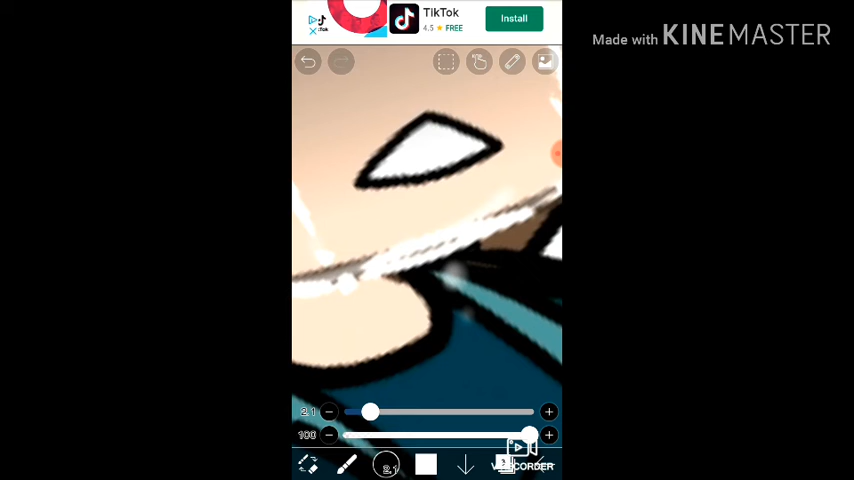 TikTok
Install
4.5 ★ FREE
Made with KINEMASTER
2.1
100
2.1